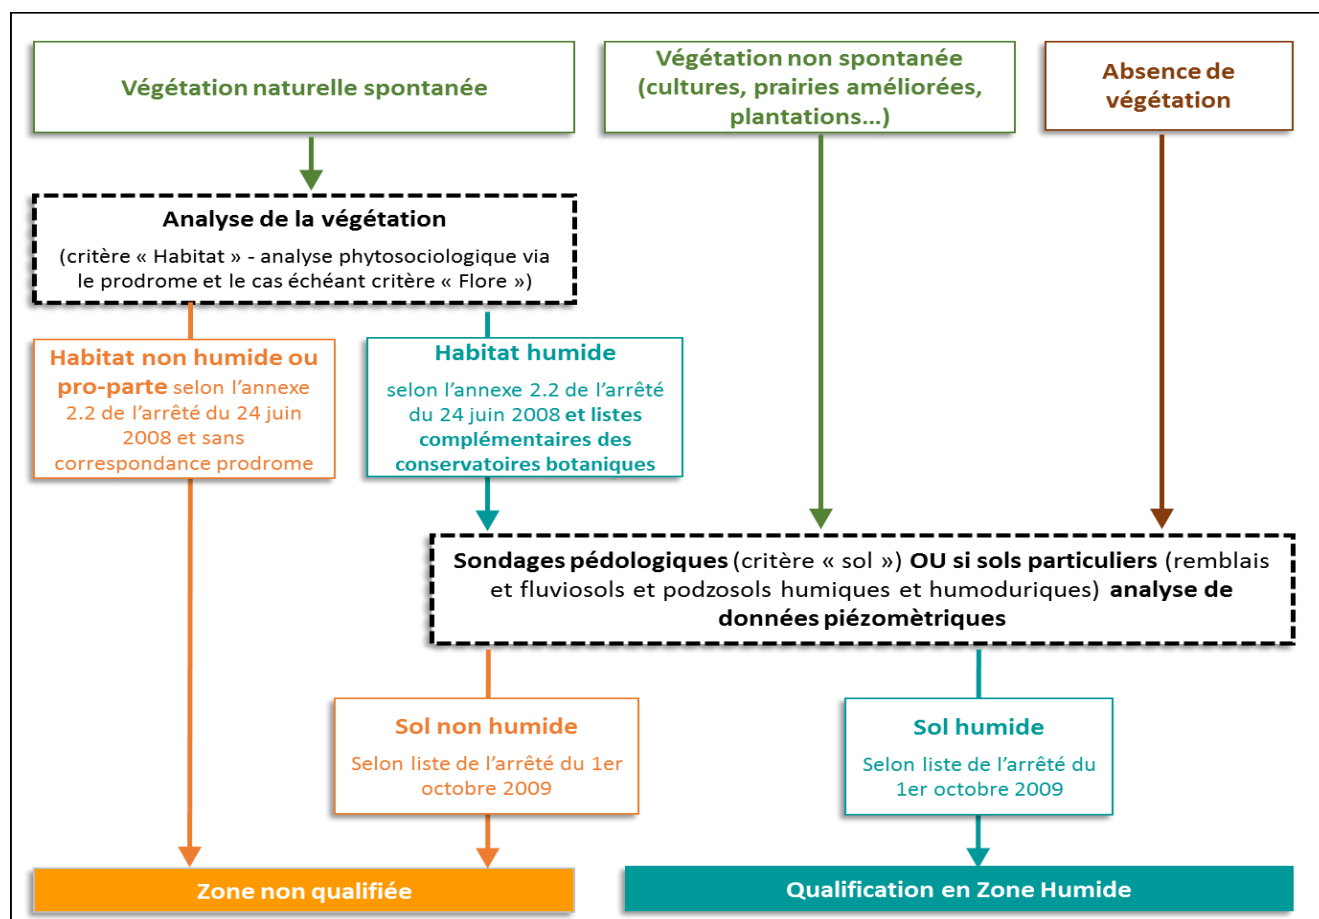 Végétation naturelle spontanée
Végétation non spontanée
(cultures, prairies améliorées,
plantations…)
Absence de
végétation
Analyse de la végétation
(critère « Habitat » - analyse phytosociologique via
le prodrome et le cas échéant critère « Flore »)
Habitat non humide ou
pro-parte selon l’annexe
2.2 de l’arrêté du 24 juin
2008 et sans
correspondance prodrome
Habitat humide
selon l’annexe 2.2 de l’arrêté
du 24 juin 2008 et listes
complémentaires des
conservatoires botaniques
Sondages pédologiques (critère « sol ») OU si sols particuliers (remblais
et fluviosols et podzosols humiques et humoduriques) analyse de
données piézomètriques
Sol non humide
Selon liste de l’arrêté du 1er
octobre 2009
Sol humide
Selon liste de l’arrêté du
1er octobre 2009
Zone non qualifiée
Qualification en Zone Humide